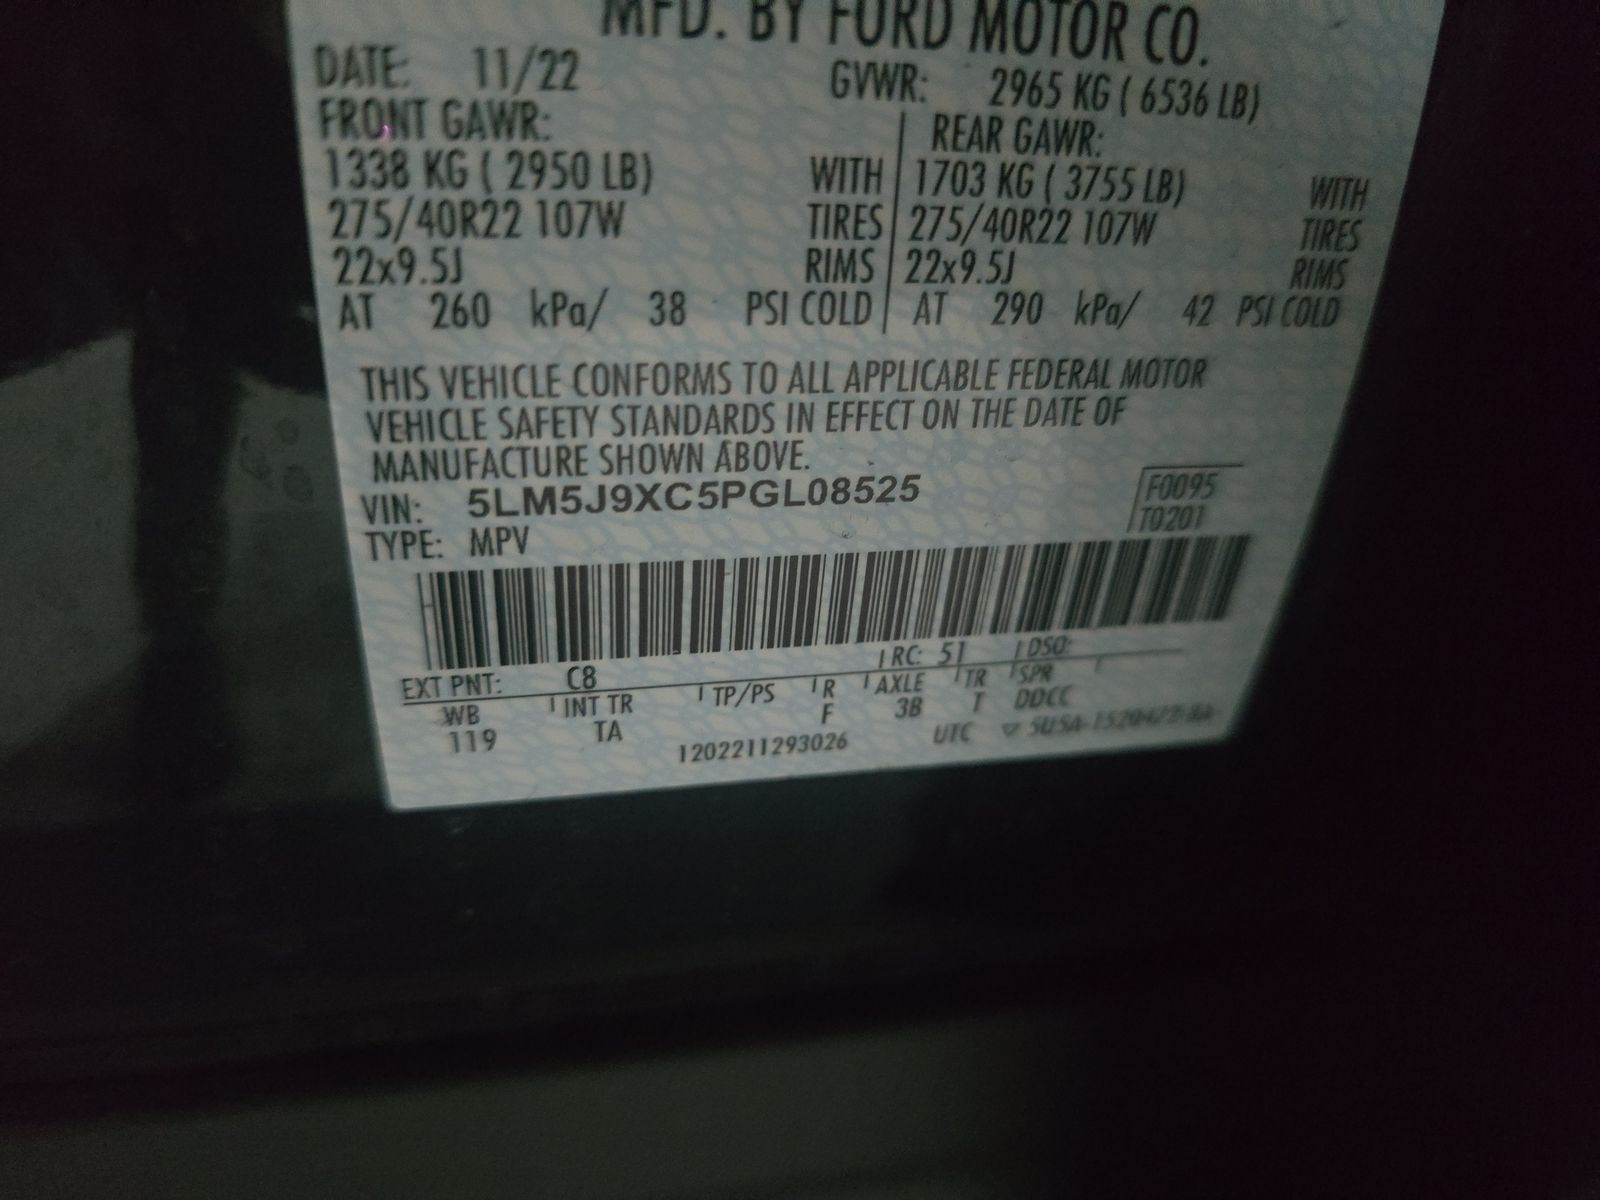 MFD. BY FORD MOTOR CO.
DATE: 11/22 GVWR: 2965 KG ( 6536 LB)
FRONT GAWR: REAR GAWR:
1338 KG ( 2950 LB) WITH 1703 KG ( 3755 LB) WITH
275/40R22 107W TIRES 275/40R22 107W TIRES
22x9.5J RIMS 22x9.5J RIMS
AT 260 kPa/ 38 PSI COLD AT 290 kPa/ 42 PSI COLD
THIS VEHICLE CONFORMS TO ALL APPLICABLE FEDERAL MOTOR
VEHICLE SAFETY STANDARDS IN EFFECT ON THE DATE OF
MANUFACTURE SHOWN ABOVE.
VIN: 5LM5J9XC5PGL08525 F0095
TYPE: MPV T0201
EXT PNT: C8 RC: 51 DSO:
WB INT TR TP/PS R AXLE TR SPR
119 TA F 3B T DDCC
1202211293026 UTC